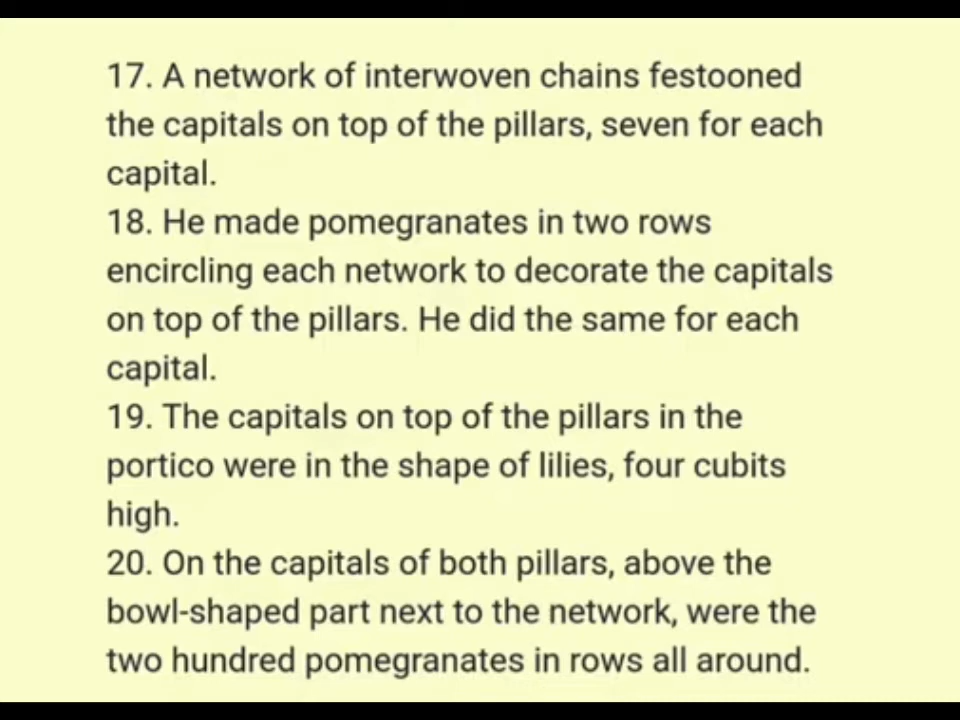 17. A network of interwoven chains festooned
the capitals on top of the pillars, seven for each
capital.
18. He made pomegranates in two rows
encircling each network to decorate the capitals
on top of the pillars. He did the same for each
capital.
19. The capitals on top of the pillars in the
portico were in the shape of lilies, four cubits
high.
20. On the capitals of both pillars, above the
bowl-shaped part next to the network, were the
two hundred pomegranates in rows all around.